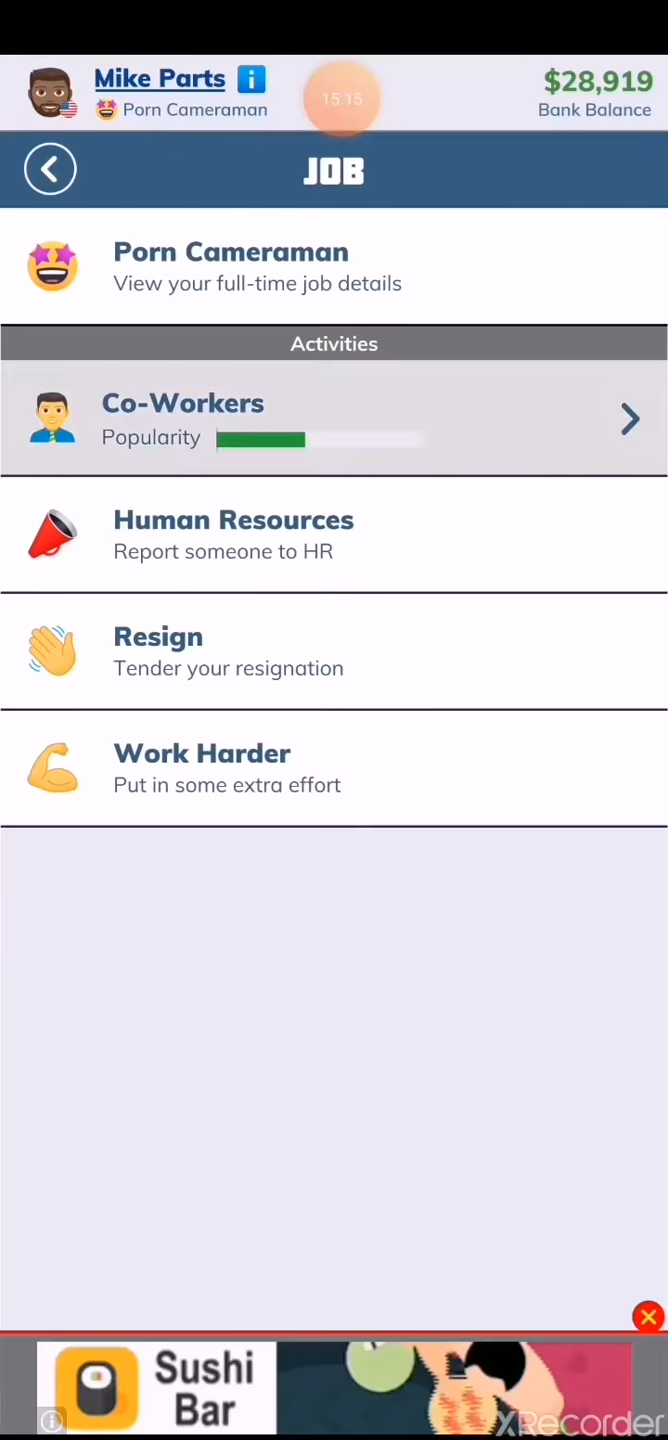 Mike Parts i
Porn Cameraman
15:15
$28,919
Bank Balance
JOB
Porn Cameraman
View your full-time job details
Activities
Co-Workers
Popularity
Human Resources
Report someone to HR
Resign
Tender your resignation
Work Harder
Put in some extra effort
Sushi
Bar
XRecorder